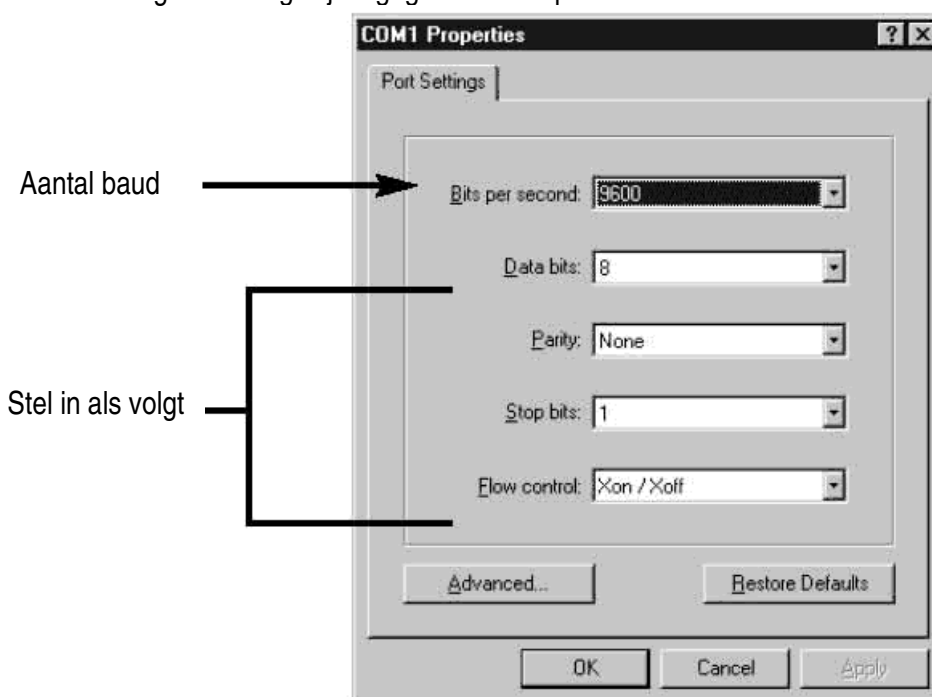 COM1 Properties
Port Settings
Aantal baud
Bits per second: 9600
Data bits: 8
Parity: None
Stel in als volgt
Stop bits: 1
Flow control: Xon / Xoff
Advanced...
Restore Defaults
OK Cancel Apply